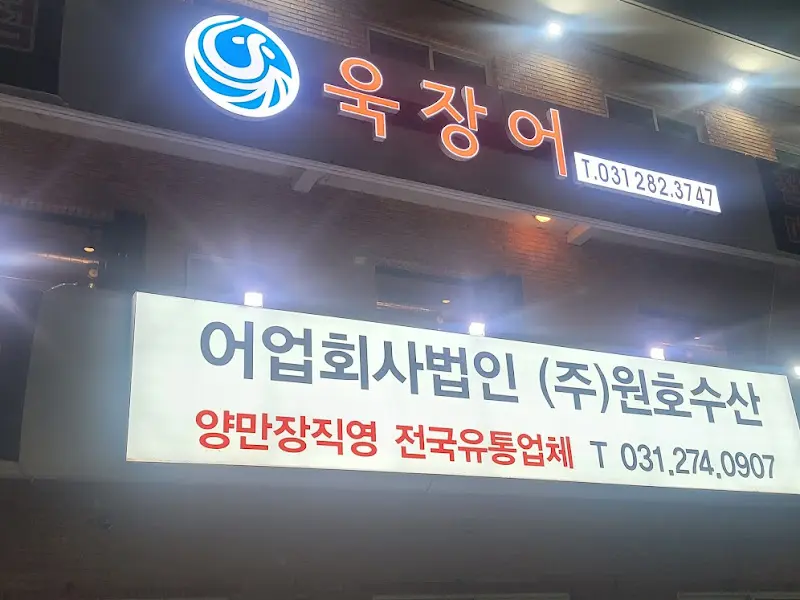 욱장어
T.031 282.3747
어업회사법인 (주)원호수산
양만장직영 전국유통업체 T 031.274.0907